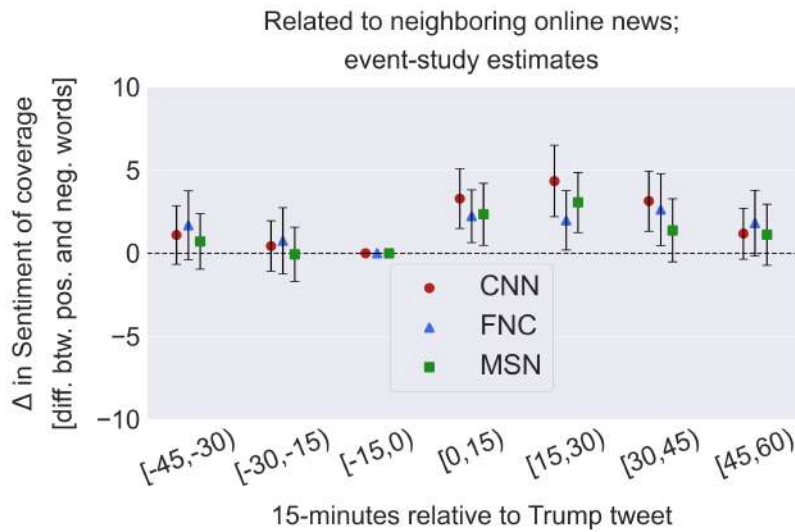 Related to neighboring online news;
event-study estimates
Δ in Sentiment of coverage
[diff. btw. pos. and neg. words]
10
5
0
−5
−10
CNN
FNC
MSN
[-45,-30)
[-30,-15)
[-15,0)
[0,15)
[15,30)
[30,45)
[45,60)
15-minutes relative to Trump tweet